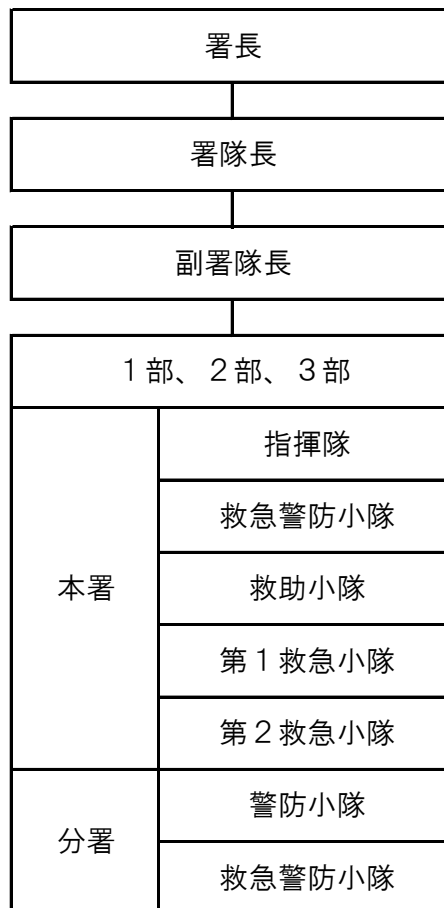 署長
署隊長
副署隊長
１部、２部、３部
本署
指揮隊
救急警防小隊
救助小隊
第１救急小隊
第２救急小隊
分署
警防小隊
救急警防小隊